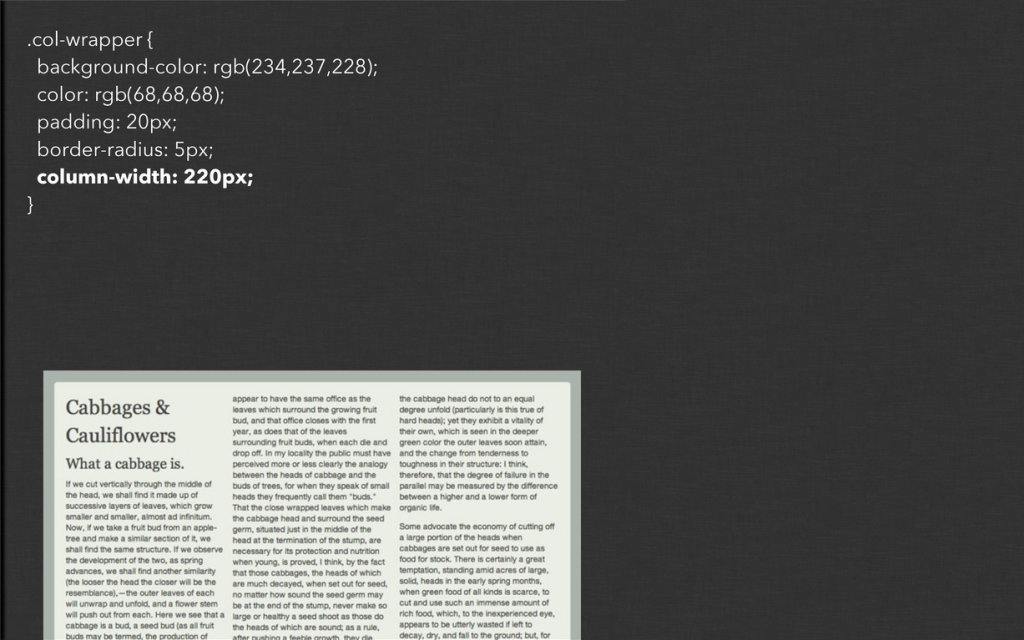 .col-wrapper {
background-color: rgb(234,237,228);
color: rgb(68,68,68);
padding: 20px;
border-radius: 5px;
column-width: 220px;
}
Cabbages &
Cauliflowers
What a cabbage is.
If we cut vertically through the middle of
the head, we shall find it made up of
successive layers of leaves, which grow
smaller and smaller, almost ad infinitum.
Now, if we take a fruit bud from an apple-
tree and make a similar section of it, we
shall find the same structure. If we observe
the development of the two, as spring
advances, we shall find another similarity
(the looser the head the closer will be the
resemblance),—the outer leaves of each
will unwrap and unfold, and a flower stem
will push out from each. Here we see that a
cabbage is a bud, a seed bud (as all fruit
buds may be termed, the production of
appear to have the same office as the
leaves which surround the growing fruit
bud, and that office closes with the first
year, as does that of the leaves
surrounding fruit buds, when each die and
drop off. In my locality the public must have
perceived more or less clearly the analogy
between the heads of cabbage and the
buds of trees, for when they speak of small
heads they frequently call them "buds."
That the close wrapped leaves which make
the cabbage head and surround the seed
germ, situated just in the middle of the
head at the termination of the stump, are
necessary for its protection and nutrition
when young, is proved, I think, by the fact
that those cabbages, the heads of which
are much decayed, when set out for seed,
no matter how sound the seed germ may
be at the end of the stump, never make so
large or healthy a seed shoot as those do
the heads of which are sound; as a rule,
after pushing a feeble growth, they die.
the cabbage head do not to an equal
degree unfold (particularly is this true of
hard heads); yet they exhibit a vitality of
their own, which is seen in the deeper
green color the outer leaves soon attain,
and the change from tenderness to
toughness in their structure: I think,
therefore, that the degree of failure in the
parallel may be measured by the difference
between a higher and a lower form of
organic life.
Some advocate the economy of cutting off
a large portion of the heads when
cabbages are set out for seed to use as
food for stock. There is certainly a great
temptation, standing amid acres of large,
solid, heads in the early spring months,
when green food of all kinds is scarce, to
cut and use such an immense amount of
rich food, which, to the inexperienced eye,
appears to be utterly wasted if left to
decay, dry, and fall to the ground; but, for